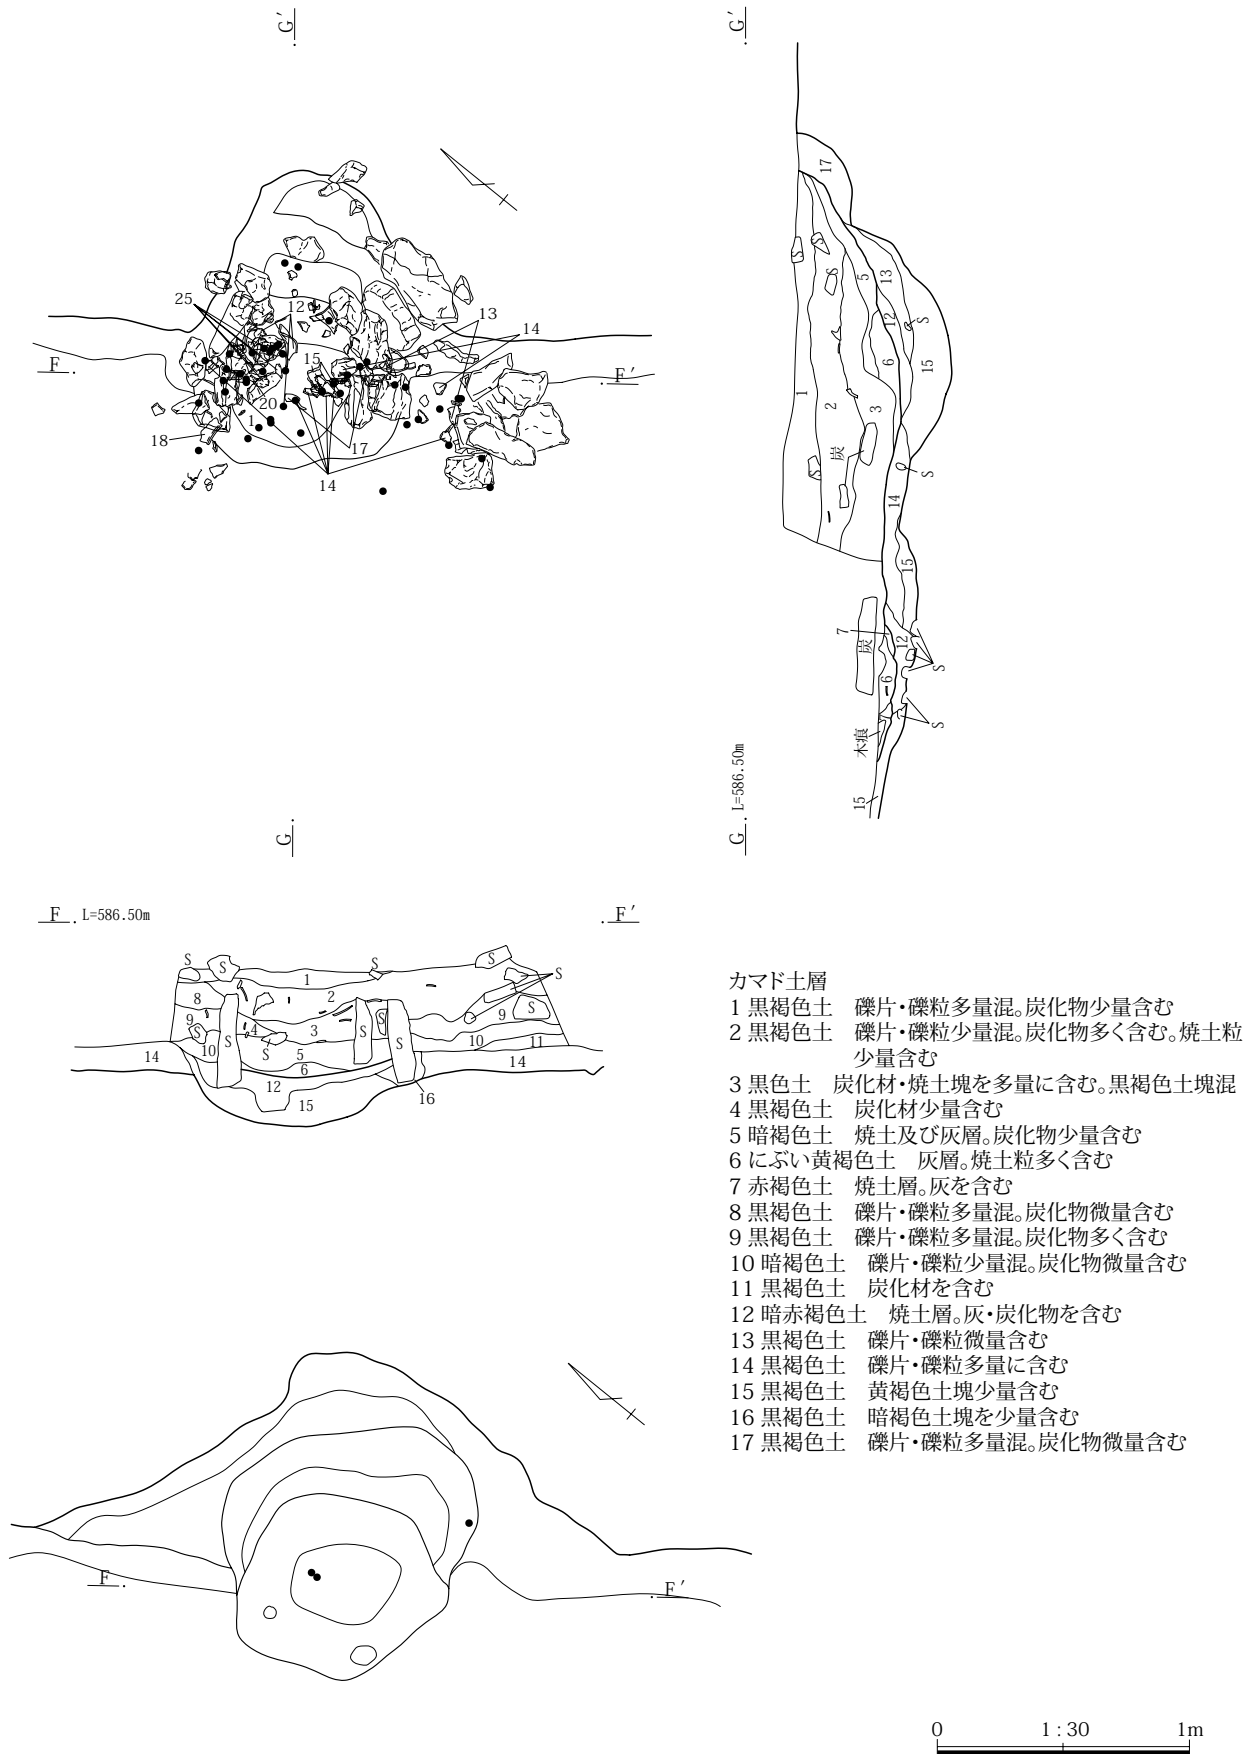 G′
G′
17
S
S
S
5
13
12
S
25
12
13
14
15
6
15
F
F′
1
2
3
20
1
18
17
炭
S
14
14
15
7
炭
12
S
6
S
木痕
L=586.50m
15
G
G
F L=586.50m
F′
S
S
S
S
S
1
2
8
9
S
S
4
3
S
S
9
S
10
S
5
10
11
14
6
14
12
15
16
カマド土層
1 黒褐色土　礫片・礫粒多量混。炭化物少量含む
2 黒褐色土　礫片・礫粒少量混。炭化物多く含む。焼土粒
少量含む
3 黒色土　炭化材・焼土塊を多量に含む。黒褐色土塊混
4 黒褐色土　炭化材少量含む
5 暗褐色土　焼土及び灰層。炭化物少量含む
6 にぶい黄褐色土　灰層。焼土粒多く含む
7 赤褐色土　焼土層。灰を含む
8 黒褐色土　礫片・礫粒多量混。炭化物微量含む
9 黒褐色土　礫片・礫粒多量混。炭化物多く含む
10 暗褐色土　礫片・礫粒少量混。炭化物微量含む
11 黒褐色土　炭化材を含む
12 暗赤褐色土　焼土層。灰・炭化物を含む
13 黒褐色土　礫片・礫粒微量含む
14 黒褐色土　礫片・礫粒多量に含む
15 黒褐色土　黄褐色土塊少量含む
16 黒褐色土　暗褐色土塊を少量含む
17 黒褐色土　礫片・礫粒多量混。炭化物微量含む
F
F′
0　1:30　1m